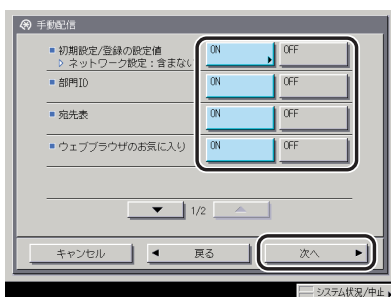 手動配信
初期設定/登録の設定値 ON OFF
ネットワーク設定：含まない
部門ID ON OFF
宛先表 ON OFF
ウェブブラウザのお気に入り ON OFF
1/2
キャンセル 戻る 次へ
システム状況/中止